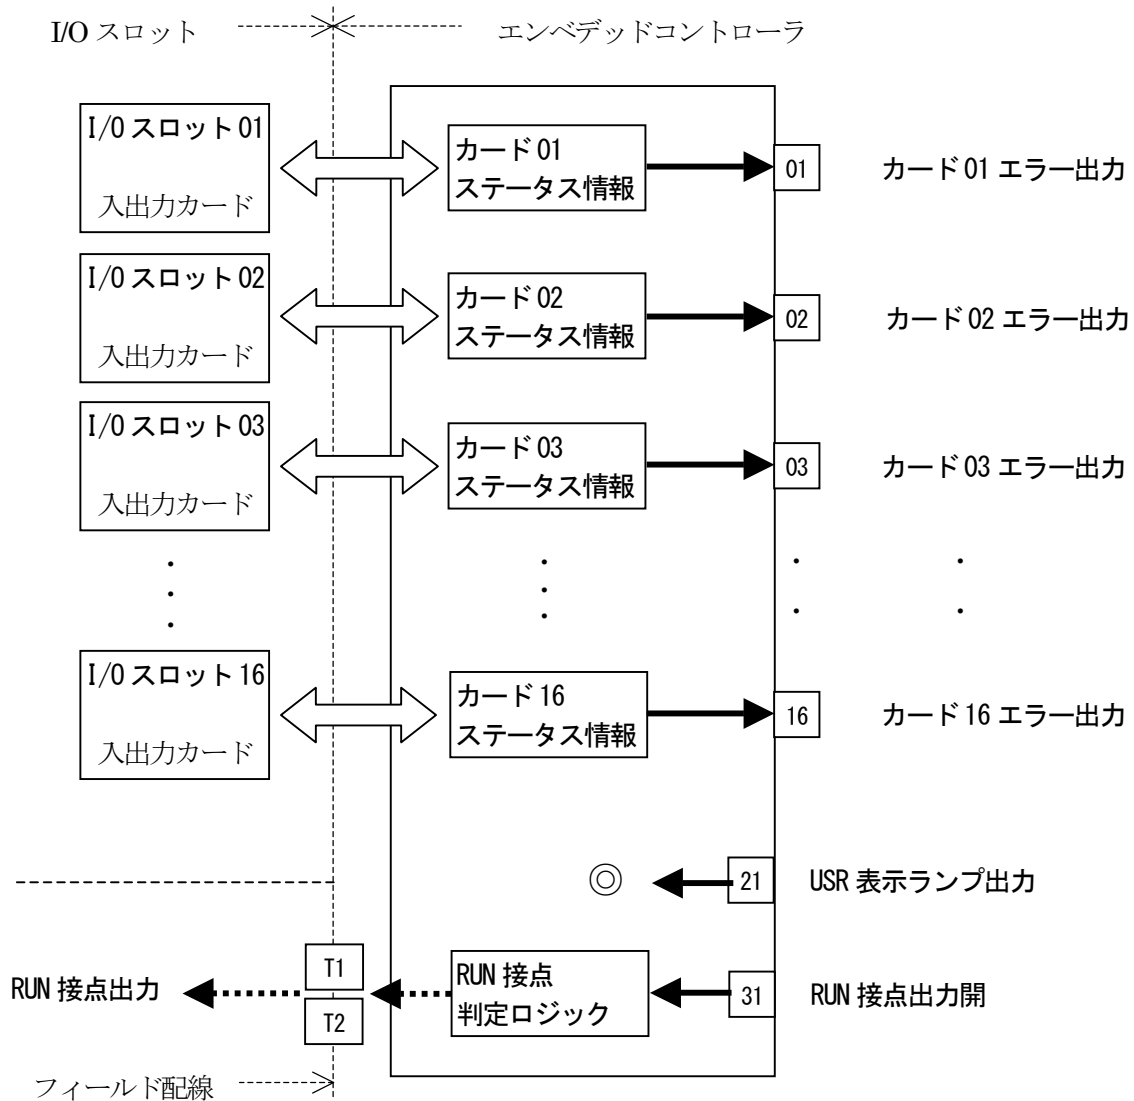 I/O スロット
エンベデッドコントローラ
I/O スロット 01
入出力カード
カード 01
ステータス情報
01
カード 01 エラー出力
I/O スロット 02
入出力カード
カード 02
ステータス情報
02
カード 02 エラー出力
I/O スロット 03
入出力カード
カード 03
ステータス情報
03
カード 03 エラー出力
I/O スロット 16
入出力カード
カード 16
ステータス情報
16
カード 16 エラー出力
◎
21
USR 表示ランプ出力
RUN 接点出力
T1
T2
RUN 接点
判定ロジック
31
RUN 接点出力開
フィールド配線